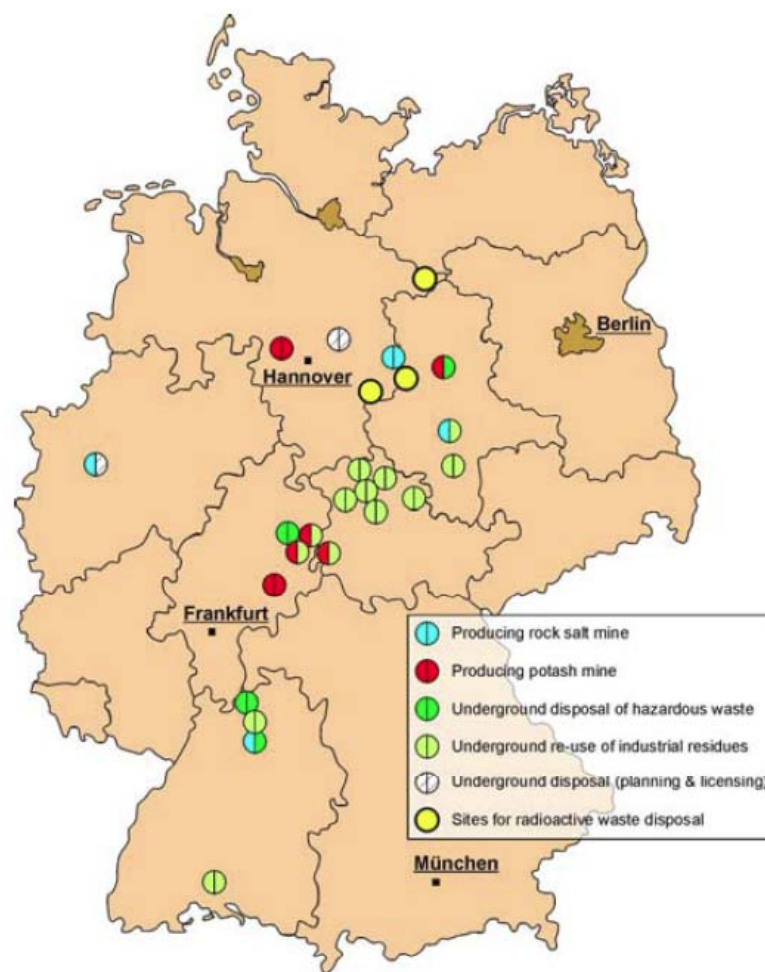 Berlin
Hannover
Frankfurt
Producing rock salt mine
Producing potash mine
Underground disposal of hazardous waste
Underground re-use of industrial residues
Underground disposal (planning & licensing)
Sites for radioactive waste disposal
München